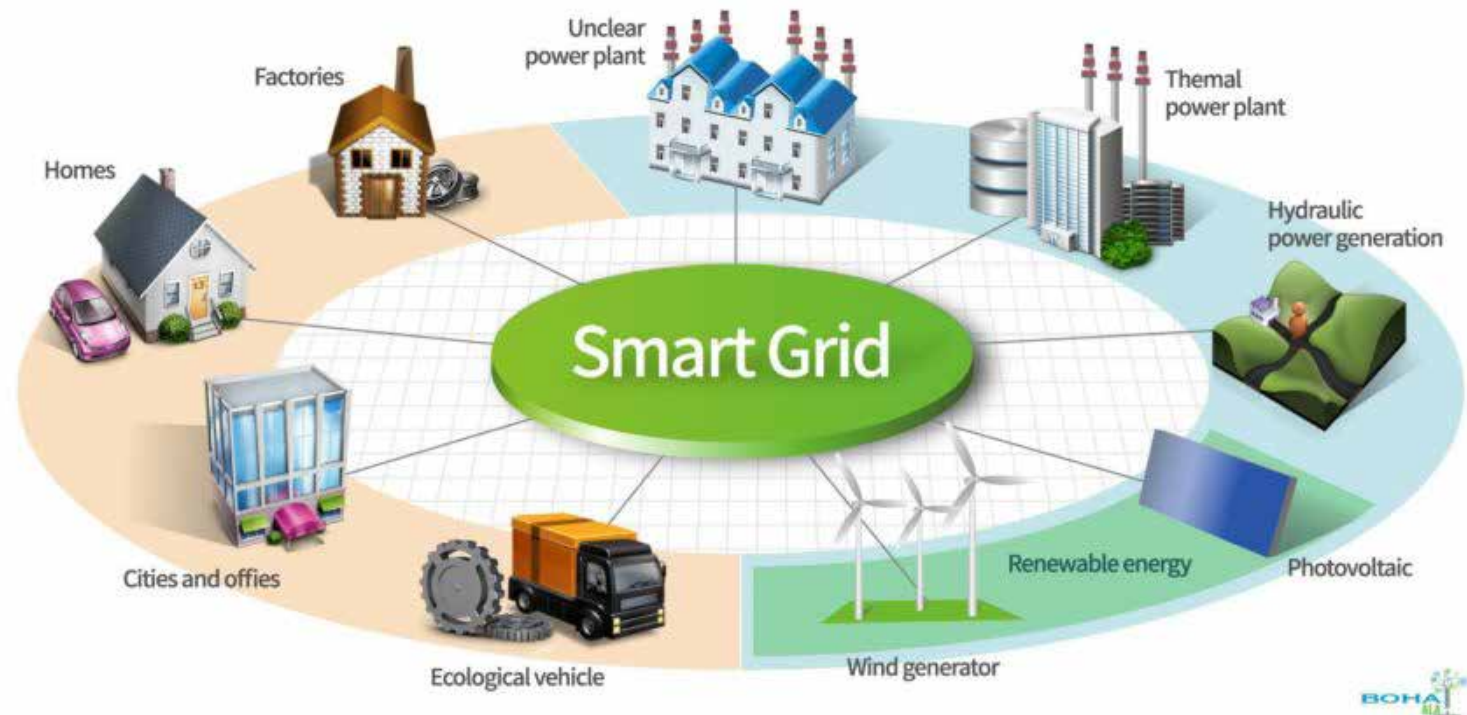 Unclear
power plant
Factories
Themal
power plant
Homes
Hydraulic
power generation
Smart Grid
Cities and offies
Renewable energy
Photovoltaic
Wind generator
Ecological vehicle
BOHA
ALA